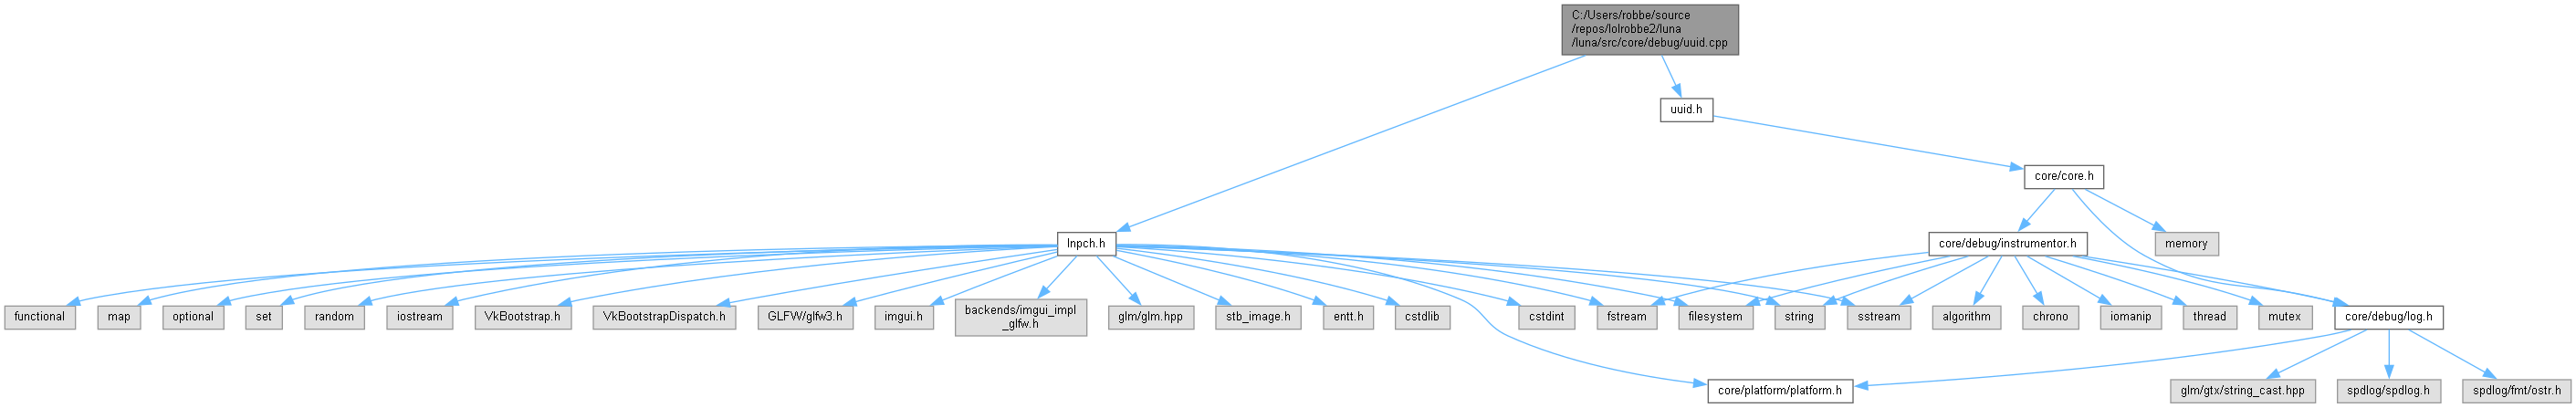 C:/Users/robbe/source
/repos/lolrobbe2/luna
/luna/src/core/debug/uuid.cpp
uuid.h
core/core.h
lnpch.h
core/debug/instrumentor.h
memory
functional
map
optional
set
random
iostream
VkBootstrap.h
VkBootstrapDispatch.h
GLFW/glfw3.h
imgui.h
backends/imgui_impl
_glfw.h
glm/glm.hpp
stb_image.h
entt.h
cstdlib
cstdint
fstream
filesystem
string
sstream
algorithm
chrono
iomanip
thread
mutex
core/debug/log.h
core/platform/platform.h
glm/gtx/string_cast.hpp
spdlog/spdlog.h
spdlog/fmt/ostr.h